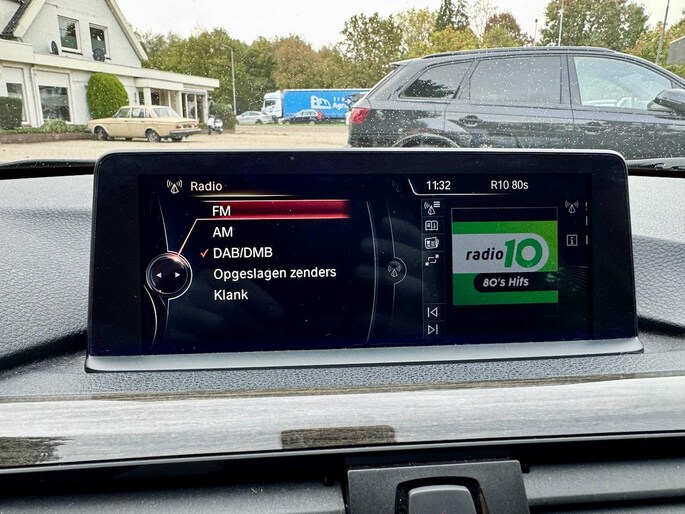 Radio
11:32
R10 80s
FM
AM
DAB/DMB
Opgeslagen zenders
Klank
radio 10
80's Hits